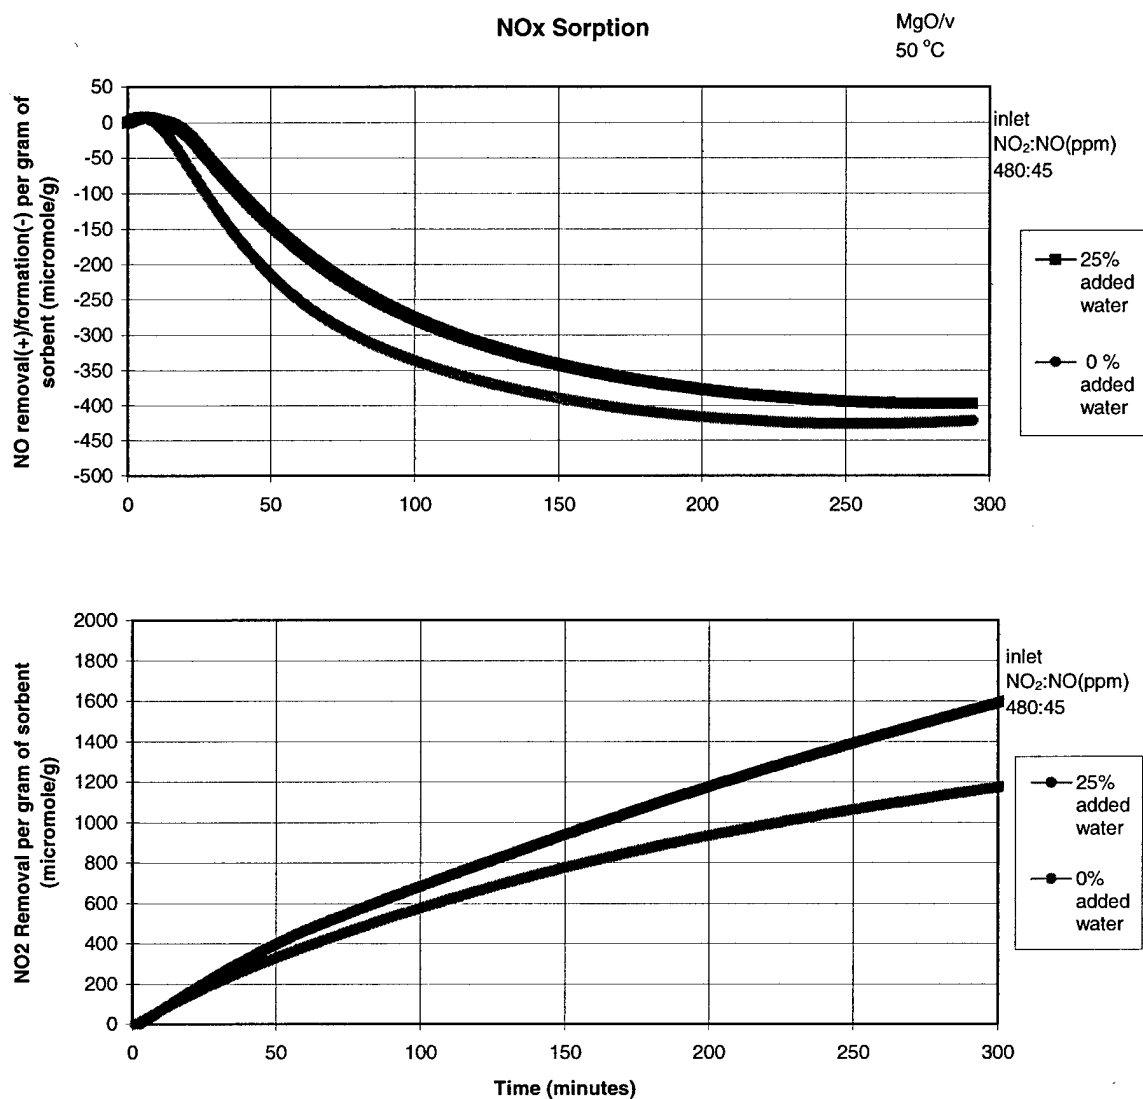 NOx Sorption
MgO/v
50 °C
NO removal(+)/formation(-) per gram of
sorbent (micromole/g)
50
0
-50
-100
-150
-200
-250
-300
-350
-400
-450
-500
0
50
100
150
200
250
300
inlet
NO₂:NO(ppm)
480:45
25%
added
water
0 %
added
water
NO2 Removal per gram of sorbent
(micromole/g)
2000
1800
1600
1400
1200
1000
800
600
400
200
0
0
50
100
150
200
250
300
Time (minutes)
inlet
NO₂:NO(ppm)
480:45
25%
added
water
0%
added
water